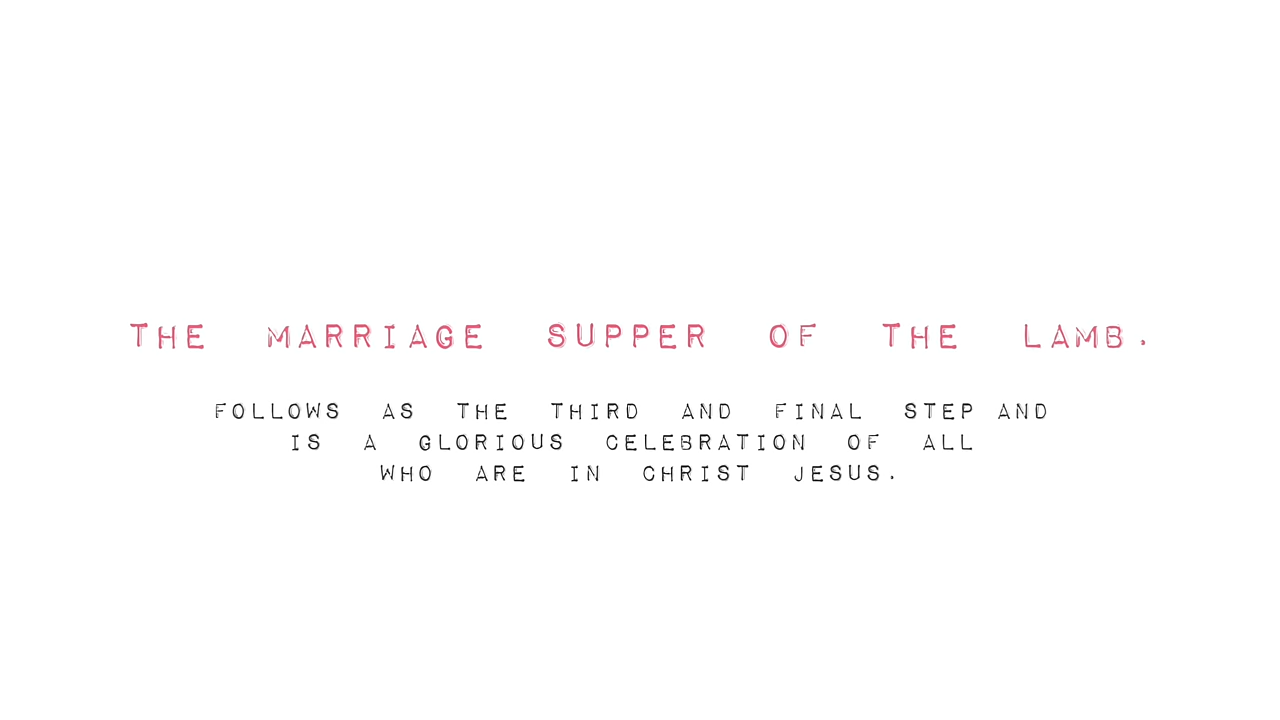 THE MARRIAGE SUPPER OF THE LAMB.
FOLLOWS AS THE THIRD AND FINAL STEP AND
IS A GLORIOUS CELEBRATION OF ALL
WHO ARE IN CHRIST JESUS.